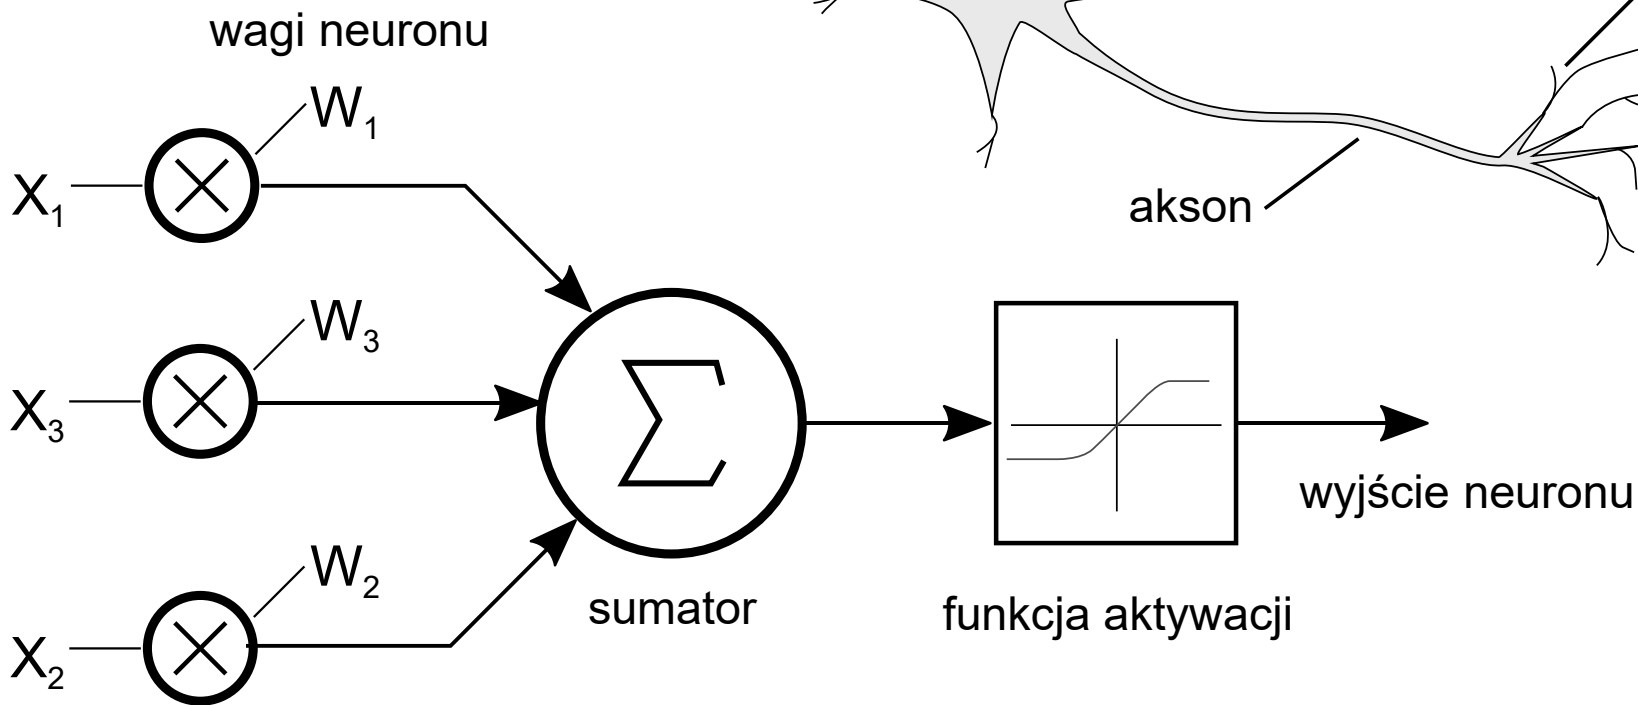 wagi neuronu
W1
X1
akson
W3
X3
Σ
wyjście neuronu
W2
sumator
funkcja aktywacji
X2